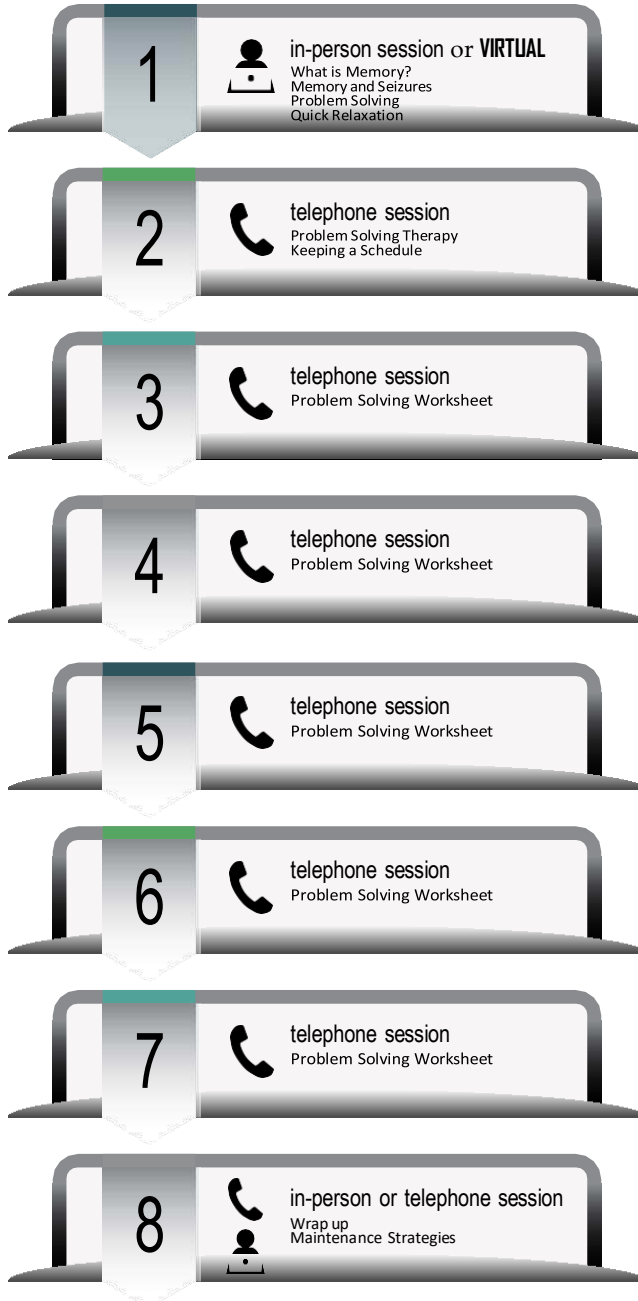 1
in-person session or VIRTUAL
What is Memory?
Memory and Seizures
Problem Solving
Quick Relaxation
2
telephone session
Problem Solving Therapy
Keeping a Schedule
3
telephone session
Problem Solving Worksheet
4
telephone session
Problem Solving Worksheet
5
telephone session
Problem Solving Worksheet
6
telephone session
Problem Solving Worksheet
7
telephone session
Problem Solving Worksheet
8
in-person or telephone session
Wrap up
Maintenance Strategies